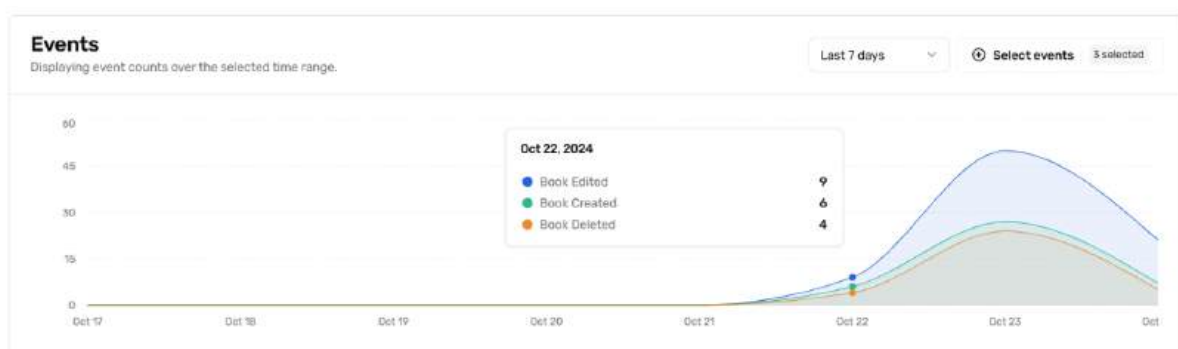 Events
Displaying event counts over the selected time range.
Last 7 days
Select events 3 selected
60
45
30
15
0
Oct 22, 2024
Book Edited 9
Book Created 6
Book Deleted 4
Oct 17 Oct 18 Oct 19 Oct 20 Oct 21 Oct 22 Oct 23 Oct